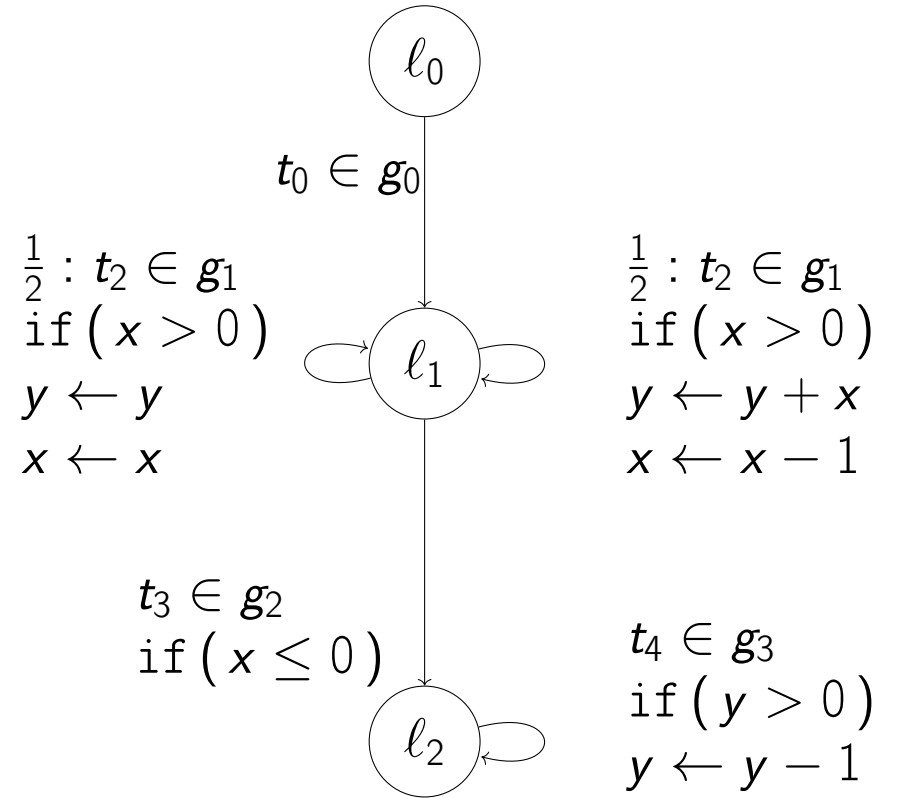 ℓ₀
t₀ ∈ g₀
½ : t₂ ∈ g₁
if ( x > 0 )
y ← y
x ← x
ℓ₁
½ : t₂ ∈ g₁
if ( x > 0 )
y ← y + x
x ← x − 1
t₃ ∈ g₂
if ( x ≤ 0 )
ℓ₂
t₄ ∈ g₃
if ( y > 0 )
y ← y − 1